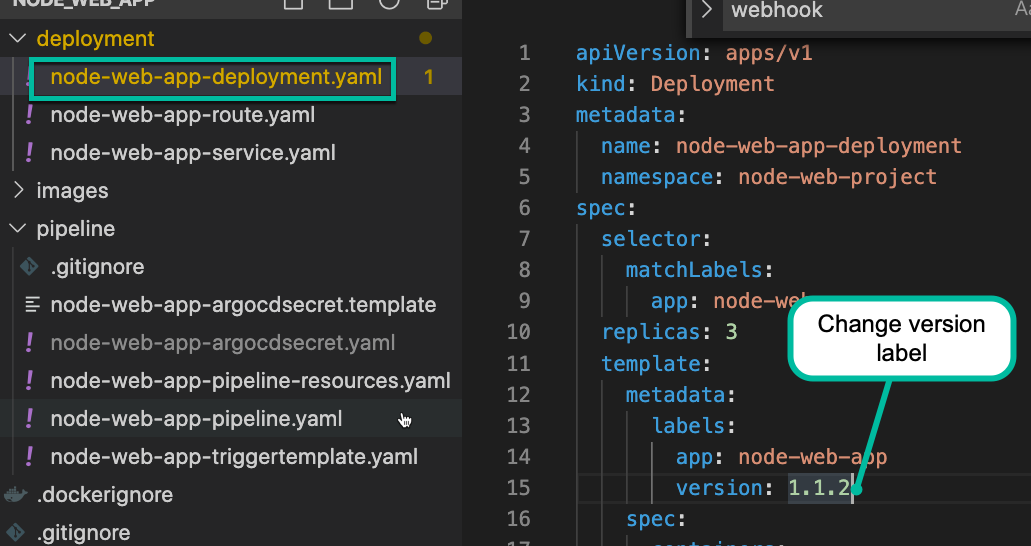 NODE_WEB_APP
deployment
! node-web-app-deployment.yaml 1
! node-web-app-route.yaml
! node-web-app-service.yaml
images
pipeline
.gitignore
node-web-app-argocdsecret.template
! node-web-app-argocdsecret.yaml
! node-web-app-pipeline-resources.yaml
! node-web-app-pipeline.yaml
! node-web-app-triggertemplate.yaml
.dockerignore
.gitignore
webhook
1 apiVersion: apps/v1
2 kind: Deployment
3 metadata:
4 name: node-web-app-deployment
5 namespace: node-web-project
6 spec:
7 selector:
8 matchLabels:
9 app: node-we
10 replicas: 3
11 template:
12 metadata:
13 labels:
14 app: node-web-app
15 version: 1.1.2
16 spec:
17 containers:
Change version
label